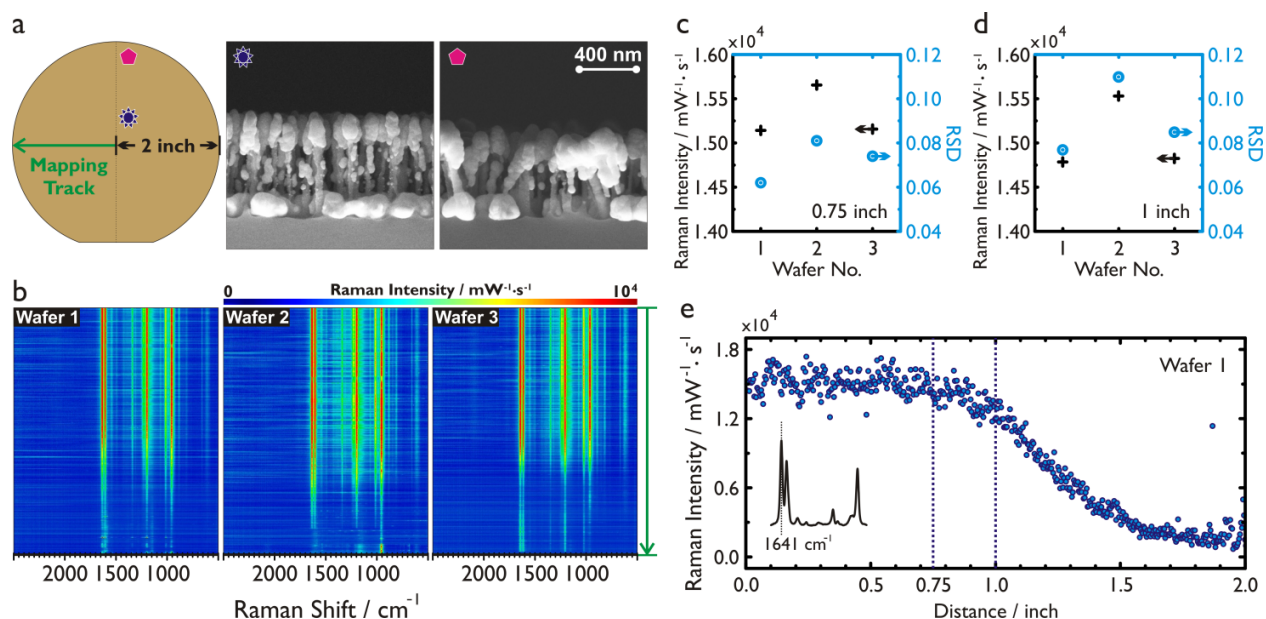 a
2 inch
Mapping
Track
400 nm
b
Raman Intensity / mW⁻¹·s⁻¹
0
10⁴
Wafer 1
Wafer 2
Wafer 3
2000 1500 1000
2000 1500 1000
2000 1500 1000
Raman Shift / cm⁻¹
c
×10⁴
1.60
1.55
1.50
1.45
1.40
Raman Intensity / mW⁻¹· s⁻¹
0.12
0.10
0.08
0.06
0.04
RSD
0.75 inch
1 2 3
Wafer No.
d
×10⁴
1.60
1.55
1.50
1.45
1.40
Raman Intensity / mW⁻¹· s⁻¹
0.12
0.10
0.08
0.06
0.04
RSD
1 inch
1 2 3
Wafer No.
e
×10⁴
1.8
1.2
0.6
0.0
Raman Intensity / mW⁻¹· s⁻¹
Wafer 1
1641 cm⁻¹
0.0 0.5 0.75 1.0 1.5 2.0
Distance / inch